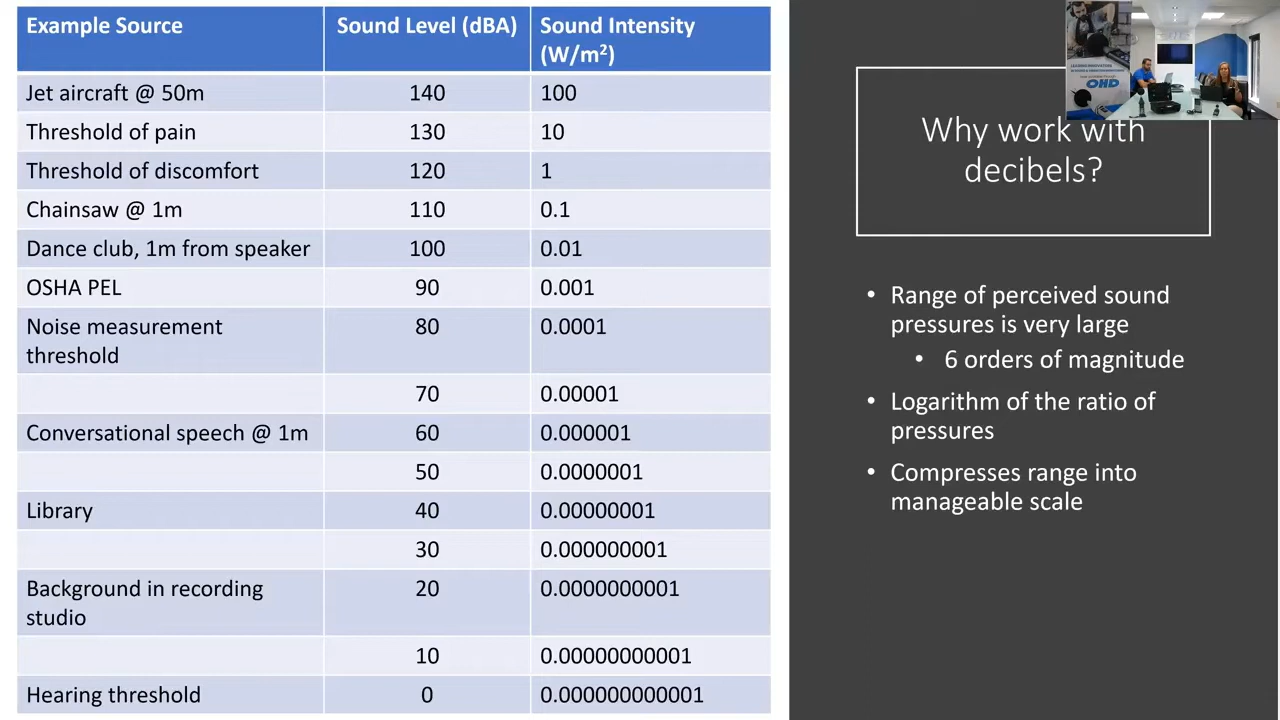 Example Source Sound Level (dBA) Sound Intensity
(W/m²)
Jet aircraft @ 50m 140 100
Threshold of pain 130 10
Threshold of discomfort 120 1
Chainsaw @ 1m 110 0.1
Dance club, 1m from speaker 100 0.01
OSHA PEL 90 0.001
Noise measurement 80 0.0001
threshold
70 0.00001
Conversational speech @ 1m 60 0.000001
50 0.0000001
Library 40 0.00000001
30 0.000000001
Background in recording 20 0.0000000001
studio
10 0.00000000001
Hearing threshold 0 0.000000000001
OHD
Why work with
decibels?
• Range of perceived sound
pressures is very large
• 6 orders of magnitude
• Logarithm of the ratio of
pressures
• Compresses range into
manageable scale